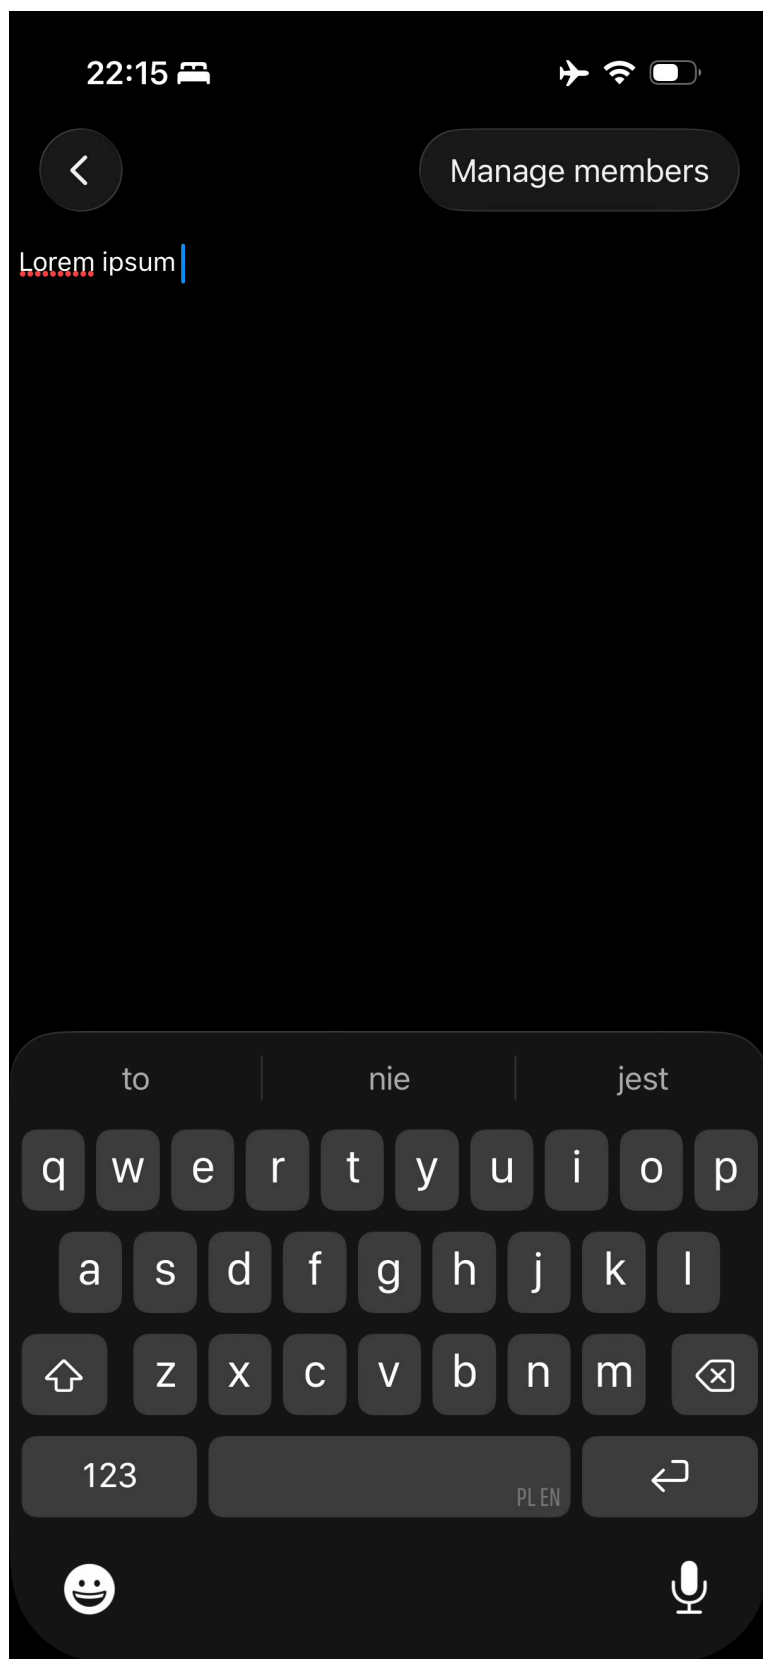 22:15
Manage members
Lorem ipsum
to nie jest
q w e r t y u i o p
a s d f g h j k l
z x c v b n m
123
PL EN